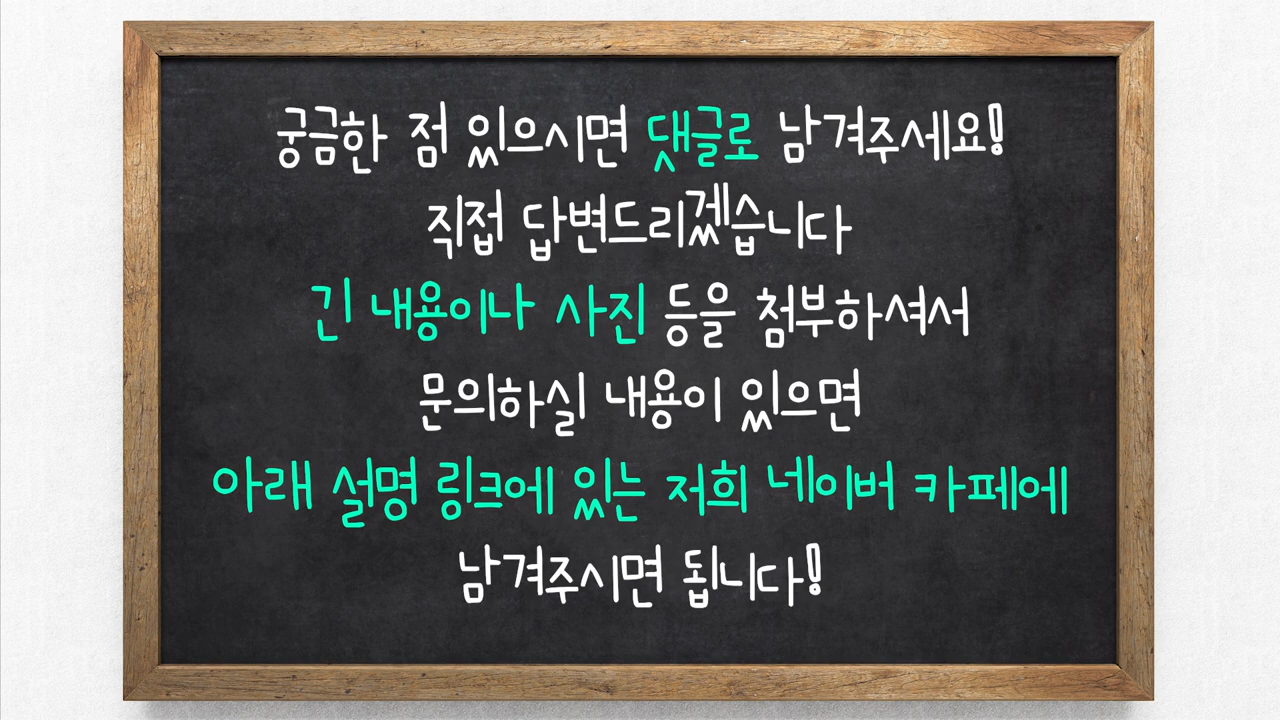 궁금한 점 있으시면 댓글로 남겨주세요!
직접 답변드리겠습니다
긴 내용이나 사진 등을 첨부하셔서
문의하실 내용이 있으면
아래 설명 링크에 있는 저희 네이버 카페에
남겨주시면 됩니다!